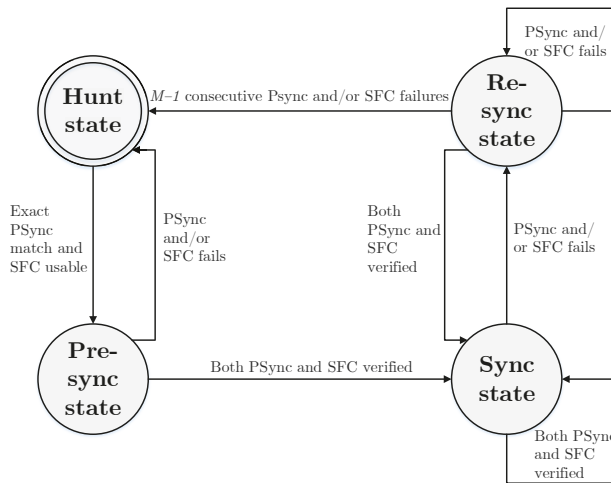 PSync and/
or SFC fails
Hunt
state
M–1 consecutive Psync and/or SFC failures
Re-
sync
state
Exact
PSync
match and
SFC usable
PSync
and/or
SFC fails
Both
PSync and
SFC
verified
PSync and/
or SFC fails
Pre-
sync
state
Both PSync and SFC verified
Sync
state
Both PSync
and SFC
verified